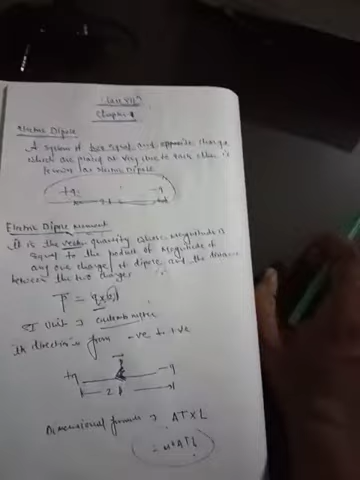 Class XII
Chapter 1
Electric Dipole
A system of two equal and opposite charge
which are placed at very close to each other is
known as electric Dipole
+q -q
2l
Electric Dipole moment
It is the vector quantity whose magnitude is
equal to the product of magnitude of
any one charge of dipole and the distance
between the two charges
P = q x 2l
SI Unit → coulomb metre
Its direction is from -ve to +ve
P
+q -q
2l
Dimensional formula → AT x L
= M⁰ATL